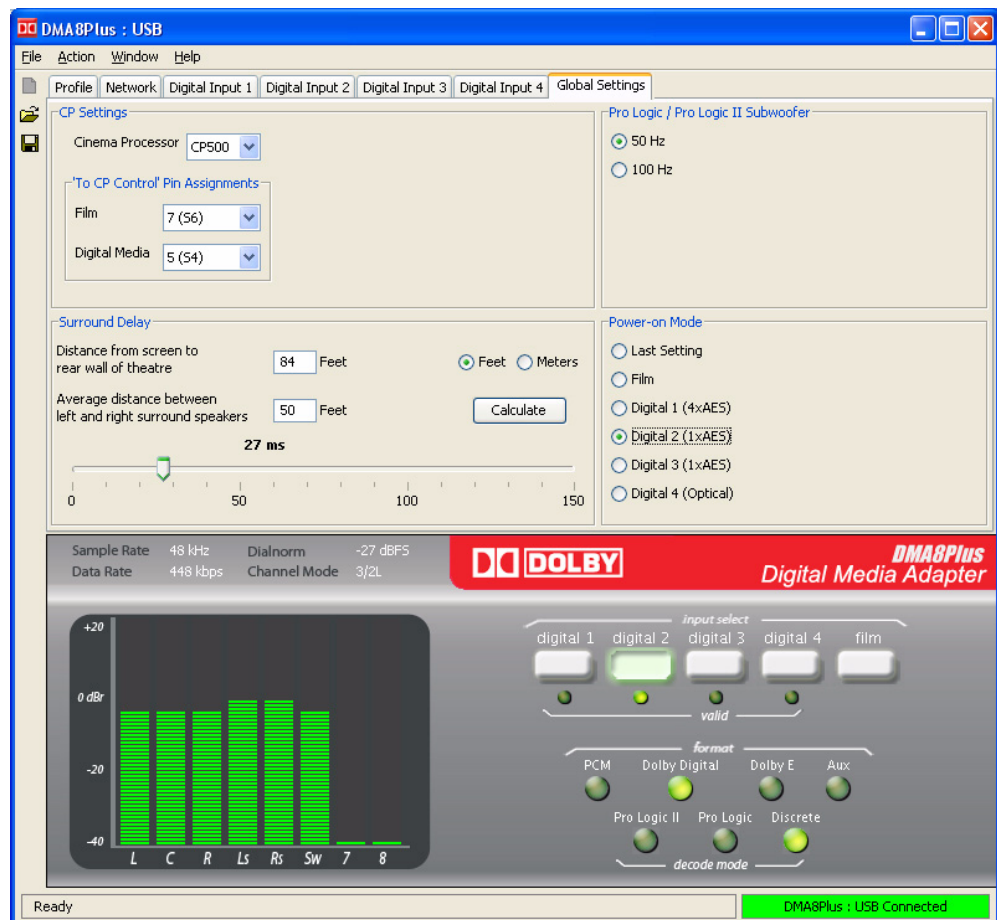 DMA8Plus : USB
File Action Window Help
Profile Network Digital Input 1 Digital Input 2 Digital Input 3 Digital Input 4 Global Settings
CP Settings
Cinema Processor CP500
'To CP Control' Pin Assignments
Film 7 (S6)
Digital Media 5 (S4)
Pro Logic / Pro Logic II Subwoofer
50 Hz
100 Hz
Surround Delay
Distance from screen to
rear wall of theatre
84 Feet
Feet Meters
Average distance between
left and right surround speakers
50 Feet
Calculate
27 ms
0 50 100 150
Power-on Mode
Last Setting
Film
Digital 1 (4xAES)
Digital 2 (1xAES)
Digital 3 (1xAES)
Digital 4 (Optical)
Sample Rate 48 kHz Dialnorm -27 dBFS
Data Rate 448 kbps Channel Mode 3/2L
DOLBY
DMA8Plus
Digital Media Adapter
+20
0 dBr
-20
-40
L C R Ls Rs Sw 7 8
input select
digital 1 digital 2 digital 3 digital 4 film
valid
format
PCM Dolby Digital Dolby E Aux
Pro Logic II Pro Logic Discrete
decode mode
Ready
DMA8Plus : USB Connected